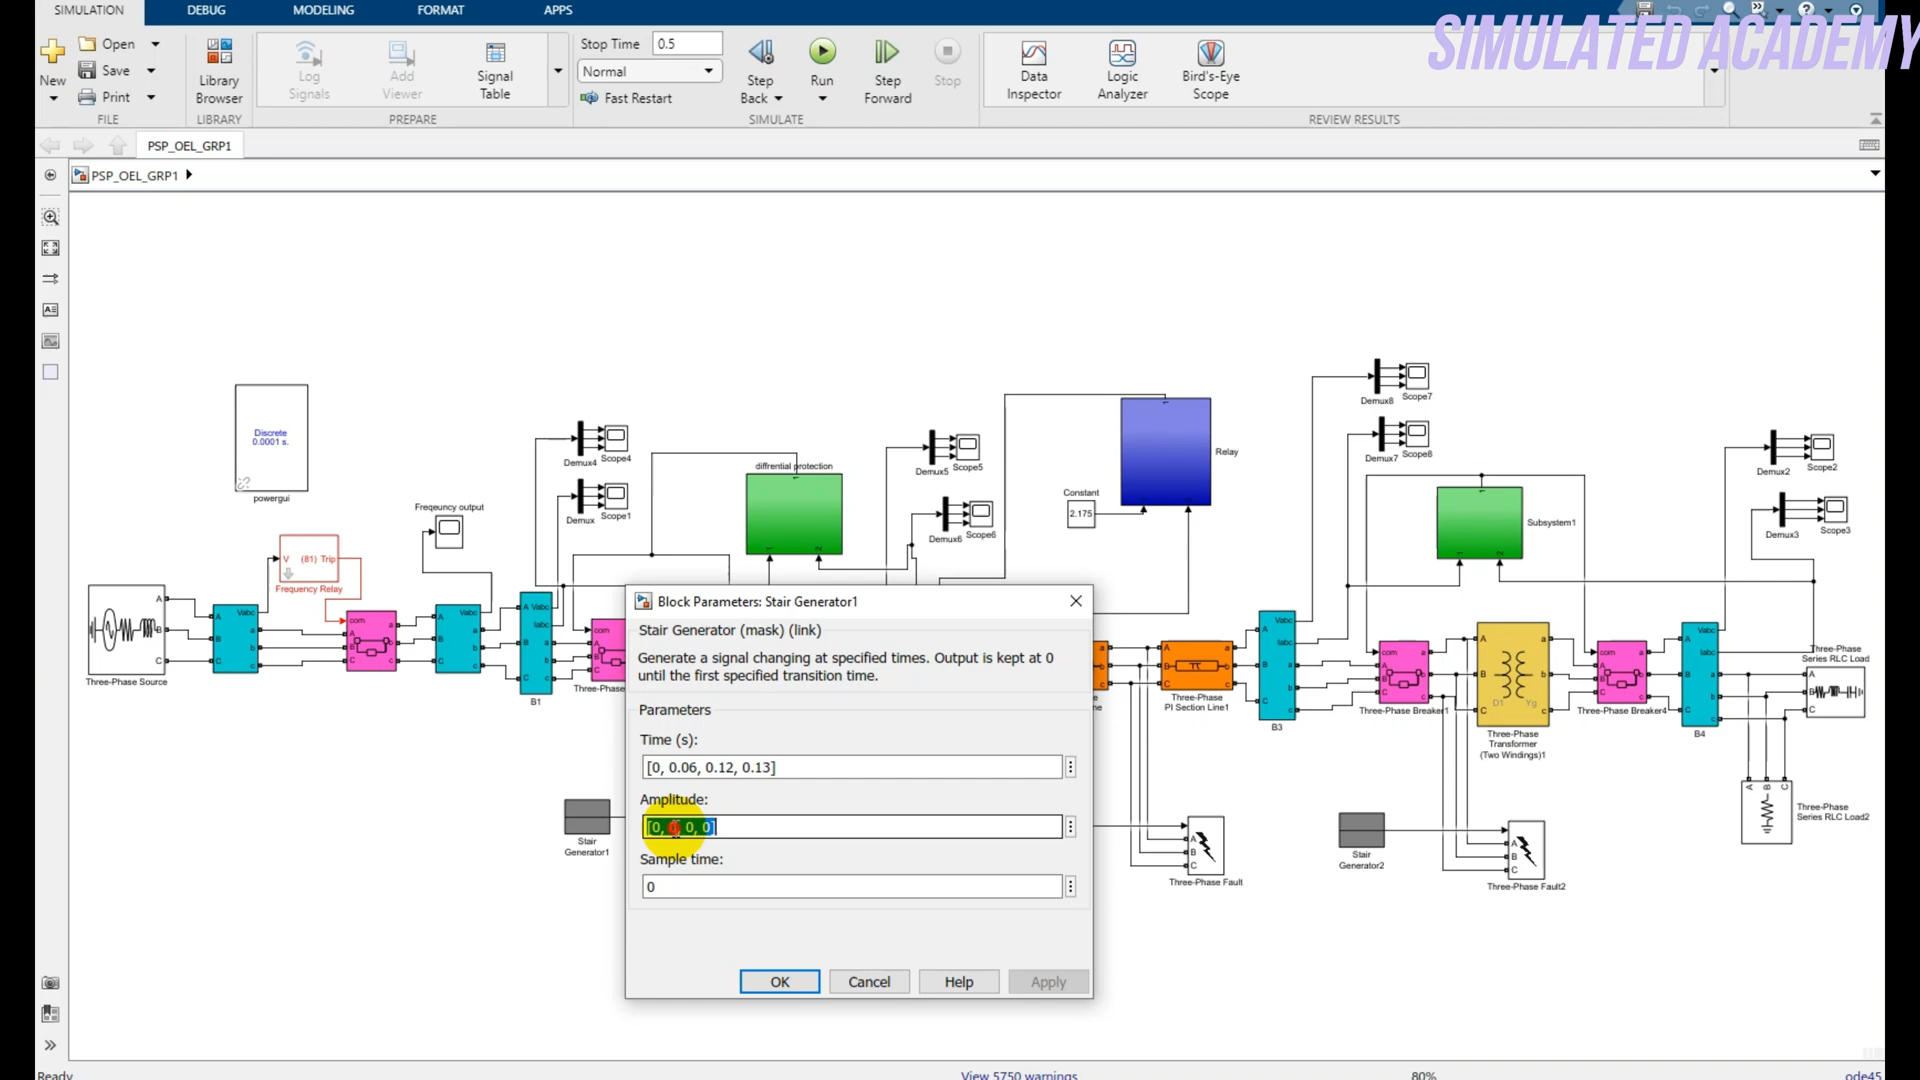 SIMULATION DEBUG MODELING FORMAT APPS
SIMULATED ACADEMY
New
Open
Save
Print
FILE
Library Browser
LIBRARY
Log Signals
Add Viewer
Signal Table
PREPARE
Stop Time 0.5
Normal
Fast Restart
Step Back
Run
Step Forward
Stop
SIMULATE
Data Inspector
Logic Analyzer
Bird's-Eye Scope
REVIEW RESULTS
PSP_OEL_GRP1
PSP_OEL_GRP1
Discrete
0.0001 s.
powergui
Freqeuncy output
V (81) Trip
Frequency Relay
Three-Phase Source
A
B
C
Vabc
com
B1
Demux4 Scope4
Demux Scope1
diffrential protection
Demux5 Scope5
Demux6 Scope6
Constant
2.175
Relay
Demux8 Scope7
Demux7 Scope8
Subsystem1
Demux2 Scope2
Demux3 Scope3
Three-Phase
Three-Phase
PI Section Line1
B3
Three-Phase Breaker1
Three-Phase
Transformer
(Two Windings)1
D1 Yg
Three-Phase Breaker4
B4
Three-Phase
Series RLC Load
Three-Phase
Series RLC Load2
Stair
Generator1
Three-Phase Fault
Stair
Generator2
Three-Phase Fault2
Block Parameters: Stair Generator1
Stair Generator (mask) (link)
Generate a signal changing at specified times. Output is kept at 0
until the first specified transition time.
Parameters
Time (s):
[0, 0.06, 0.12, 0.13]
Amplitude:
[0, 0, 0, 0]
Sample time:
0
OK Cancel Help Apply
Ready
View 5750 warnings
80%
ode45